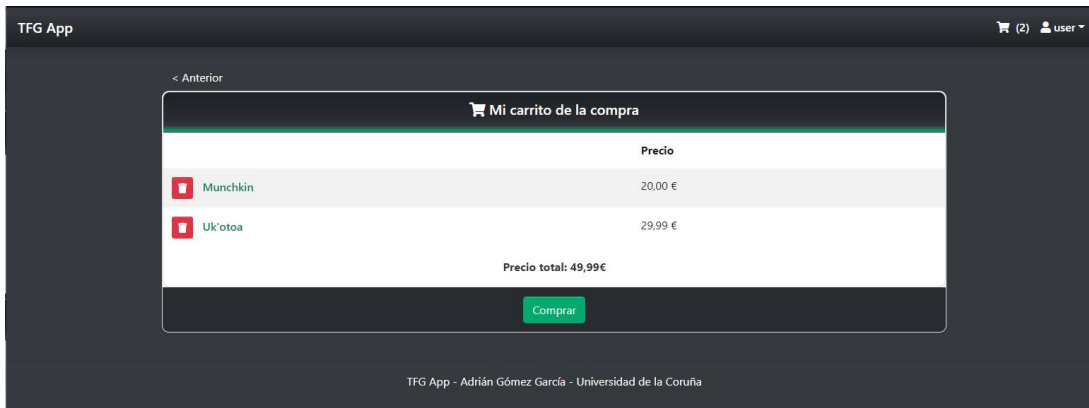 TFG App (2) user
< Anterior
Mi carrito de la compra
Precio
Munchkin 20,00 €
Uk'otoa 29,99 €
Precio total: 49,99€
Comprar
TFG App - Adrián Gómez García - Universidad de la Coruña